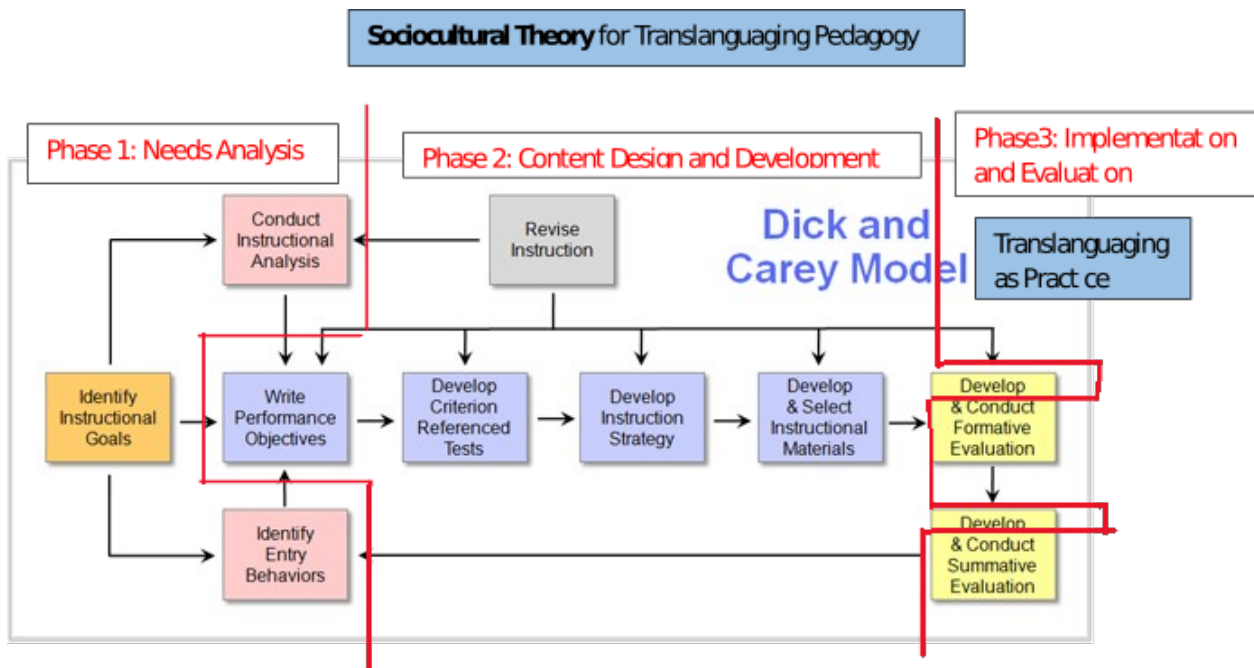 Sociocultural Theory for Translanguaging Pedagogy
Phase 1: Needs Analysis
Phase 2: Content Design and Development
Phase3: Implementat on
and Evaluat on
Conduct
Instructional
Analysis
Revise
Instruction
Dick and
Carey Model
Translanguaging
as Pract ce
Identify
Instructional
Goals
Write
Performance
Objectives
Develop
Criterion
Referenced
Tests
Develop
Instruction
Strategy
Develop
& Select
Instructional
Materials
Develop
& Conduct
Formative
Evaluation
Identify
Entry
Behaviors
Develop
& Conduct
Summative
Evaluation